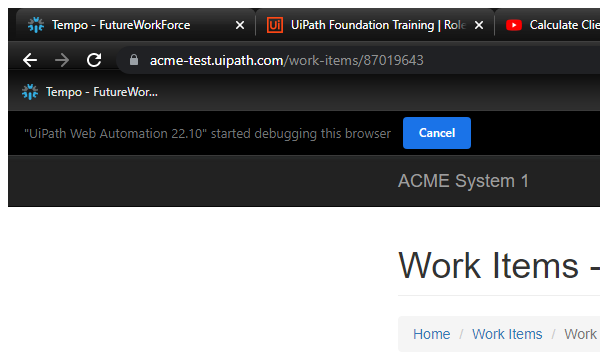 Tempo - FutureWorkForce
Ui UiPath Foundation Training | Role
Calculate Clie
acme-test.uipath.com/work-items/87019643
Tempo - FutureWor...
"UiPath Web Automation 22.10" started debugging this browser
Cancel
ACME System 1
Work Items -
Home / Work Items / Work